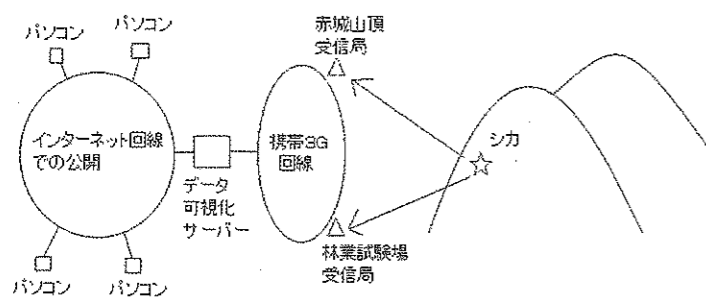 パソコン
パソコン
赤城山頂
受信局
インターネット回線
での公開
携帯3G
回線
シカ
データ
可視化
サーバー
林業試験場
受信局
パソコン
パソコン